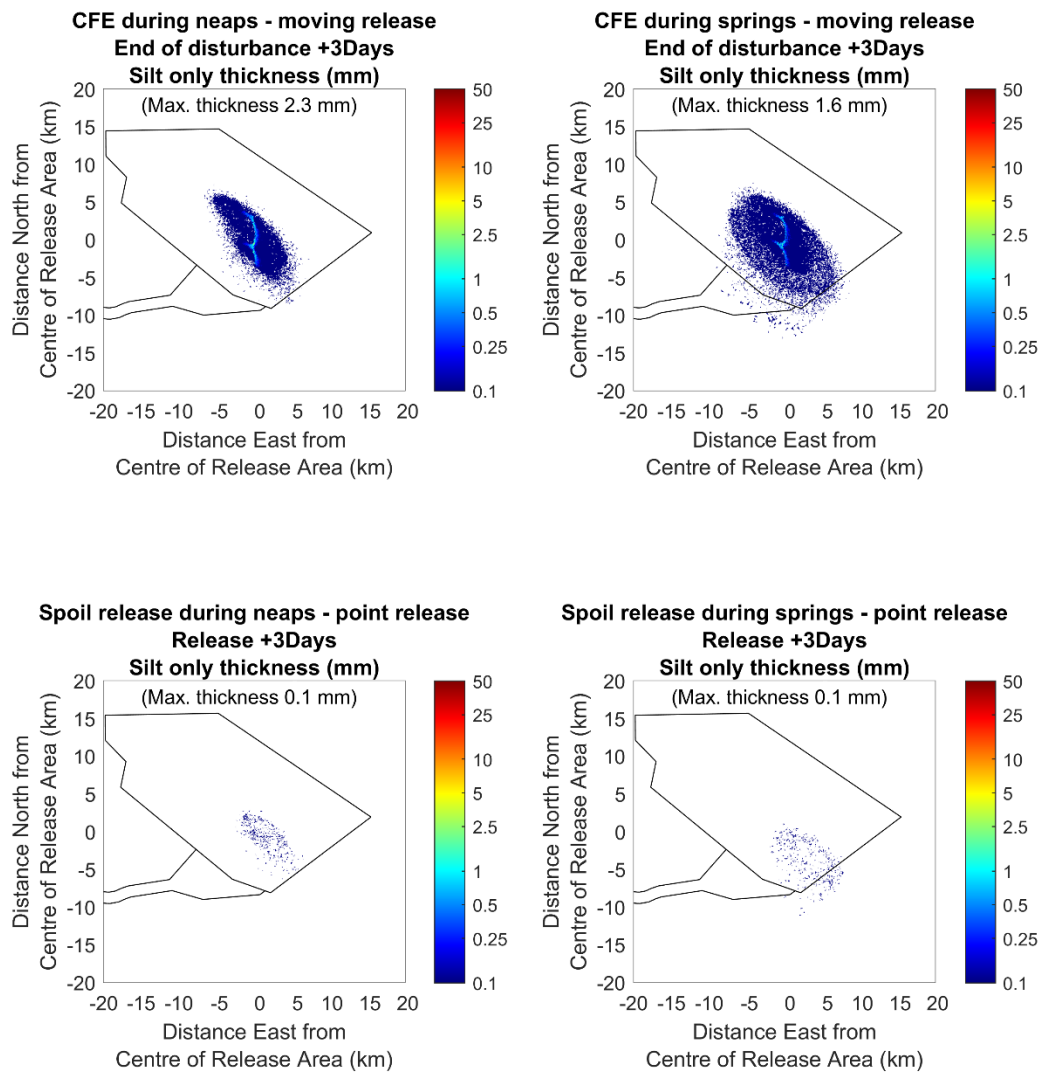 CFE during neaps - moving release
End of disturbance +3Days
Silt only thickness (mm)
(Max. thickness 2.3 mm)
Distance North from
Centre of Release Area (km)
20
15
10
5
0
-5
-10
-15
-20
-20 -15 -10 -5 0 5 10 15 20
Distance East from
Centre of Release Area (km)
50
25
10
5
2.5
1
0.5
0.25
0.1
CFE during springs - moving release
End of disturbance +3Days
Silt only thickness (mm)
(Max. thickness 1.6 mm)
Distance North from
Centre of Release Area (km)
20
15
10
5
0
-5
-10
-15
-20
-20 -15 -10 -5 0 5 10 15 20
Distance East from
Centre of Release Area (km)
50
25
10
5
2.5
1
0.5
0.25
0.1
Spoil release during neaps - point release
Release +3Days
Silt only thickness (mm)
(Max. thickness 0.1 mm)
Distance North from
Centre of Release Area (km)
20
15
10
5
0
-5
-10
-15
-20
-20 -15 -10 -5 0 5 10 15 20
Distance East from
Centre of Release Area (km)
50
25
10
5
2.5
1
0.5
0.25
0.1
Spoil release during springs - point release
Release +3Days
Silt only thickness (mm)
(Max. thickness 0.1 mm)
Distance North from
Centre of Release Area (km)
20
15
10
5
0
-5
-10
-15
-20
-20 -15 -10 -5 0 5 10 15 20
Distance East from
Centre of Release Area (km)
50
25
10
5
2.5
1
0.5
0.25
0.1